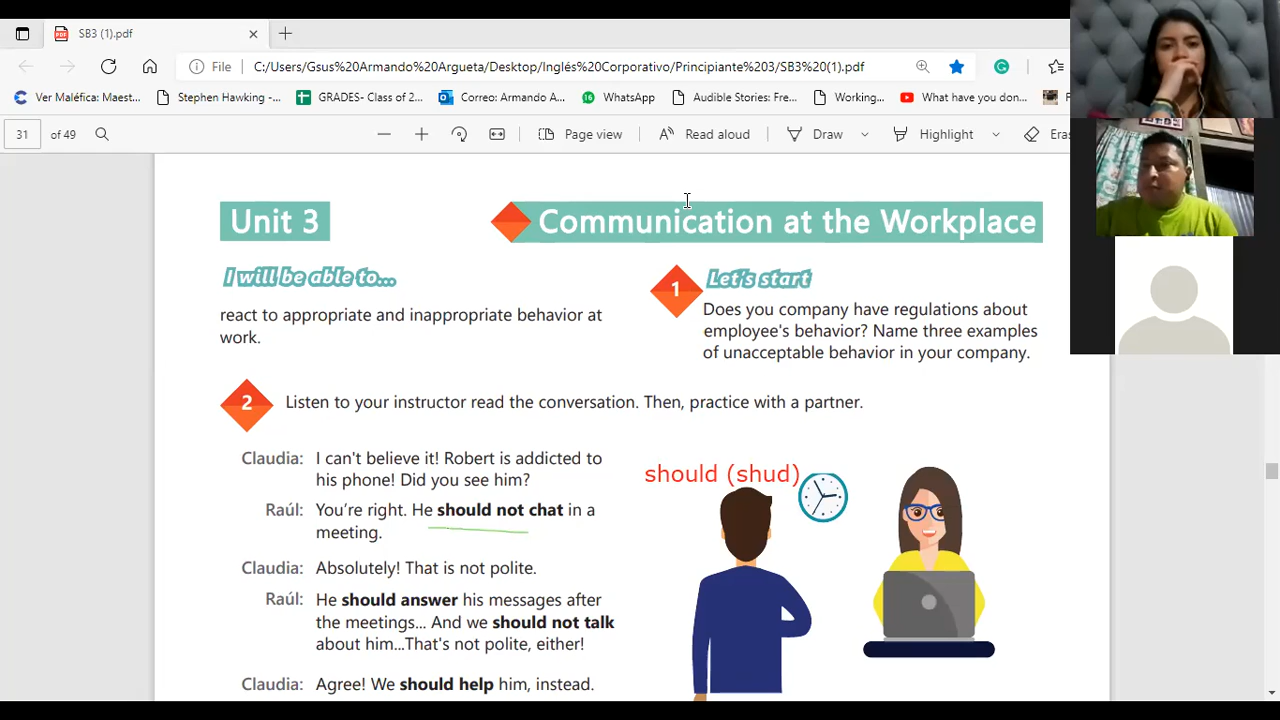 SB3 (1).pdf
File C:/Users/Gsus%20Armando%20Argueta/Desktop/Inglés%20Corporativo/Principiante%203/SB3%20(1).pdf
Ver Maléfica: Maest... Stephen Hawking -... GRADES- Class of 2... Correo: Armando A... WhatsApp Audible Stories: Fre... Working... What have you don...
31 of 49 Page view Read aloud Draw Highlight Eras
Unit 3 Communication at the Workplace
I will be able to...
react to appropriate and inappropriate behavior at
work.
1 Let's start
Does you company have regulations about
employee's behavior? Name three examples
of unacceptable behavior in your company.
2 Listen to your instructor read the conversation. Then, practice with a partner.
Claudia: I can't believe it! Robert is addicted to
his phone! Did you see him?
Raúl: You're right. He should not chat in a
meeting.
Claudia: Absolutely! That is not polite.
Raúl: He should answer his messages after
the meetings... And we should not talk
about him...That's not polite, either!
Claudia: Agree! We should help him, instead.
should (shud)